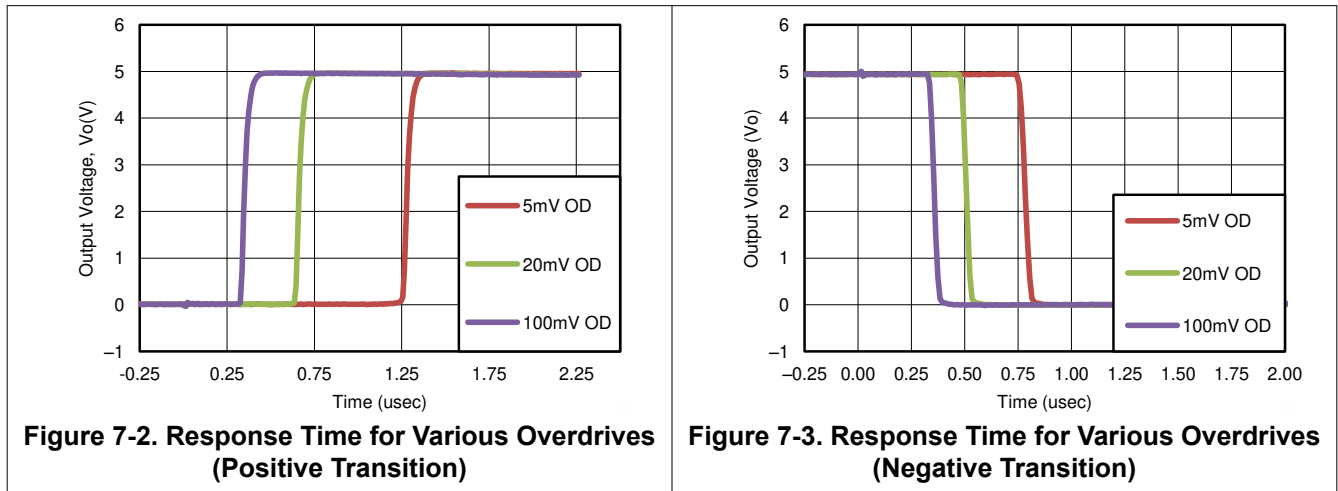 6
5
4
3
2
1
0
–1
Output Voltage, Vo(V)
5mV OD
20mV OD
100mV OD
-0.25 0.25 0.75 1.25 1.75 2.25
Time (usec)
Figure 7-2. Response Time for Various Overdrives
(Positive Transition)
6
5
4
3
2
1
0
–1
Output Voltage (Vo)
5mV OD
20mV OD
100mV OD
–0.25 0.00 0.25 0.50 0.75 1.00 1.25 1.50 1.75 2.00
Time (usec)
Figure 7-3. Response Time for Various Overdrives
(Negative Transition)